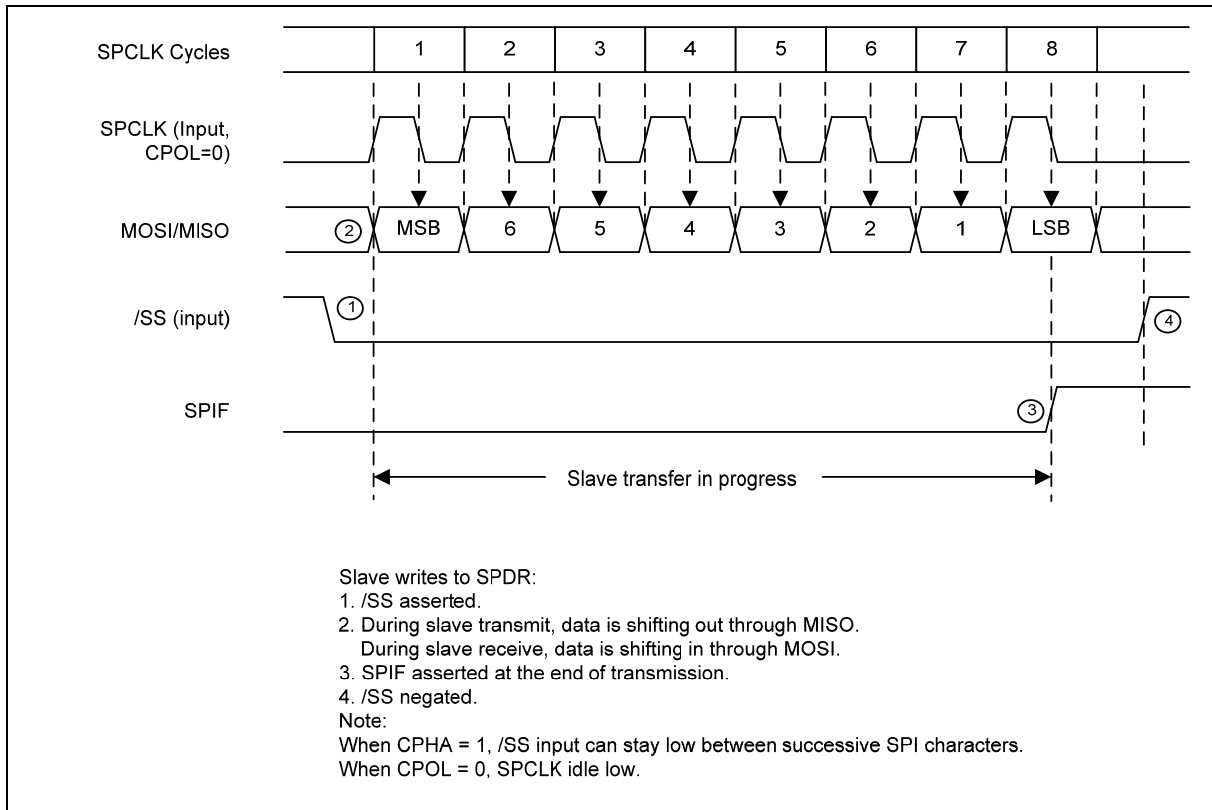 SPCLK Cycles
1 2 3 4 5 6 7 8
SPCLK (Input,
CPOL=0)
MOSI/MISO
2 MSB 6 5 4 3 2 1 LSB
/SS (input)
1
4
SPIF
3
Slave transfer in progress
Slave writes to SPDR:
1. /SS asserted.
2. During slave transmit, data is shifting out through MISO.
During slave receive, data is shifting in through MOSI.
3. SPIF asserted at the end of transmission.
4. /SS negated.
Note:
When CPHA = 1, /SS input can stay low between successive SPI characters.
When CPOL = 0, SPCLK idle low.